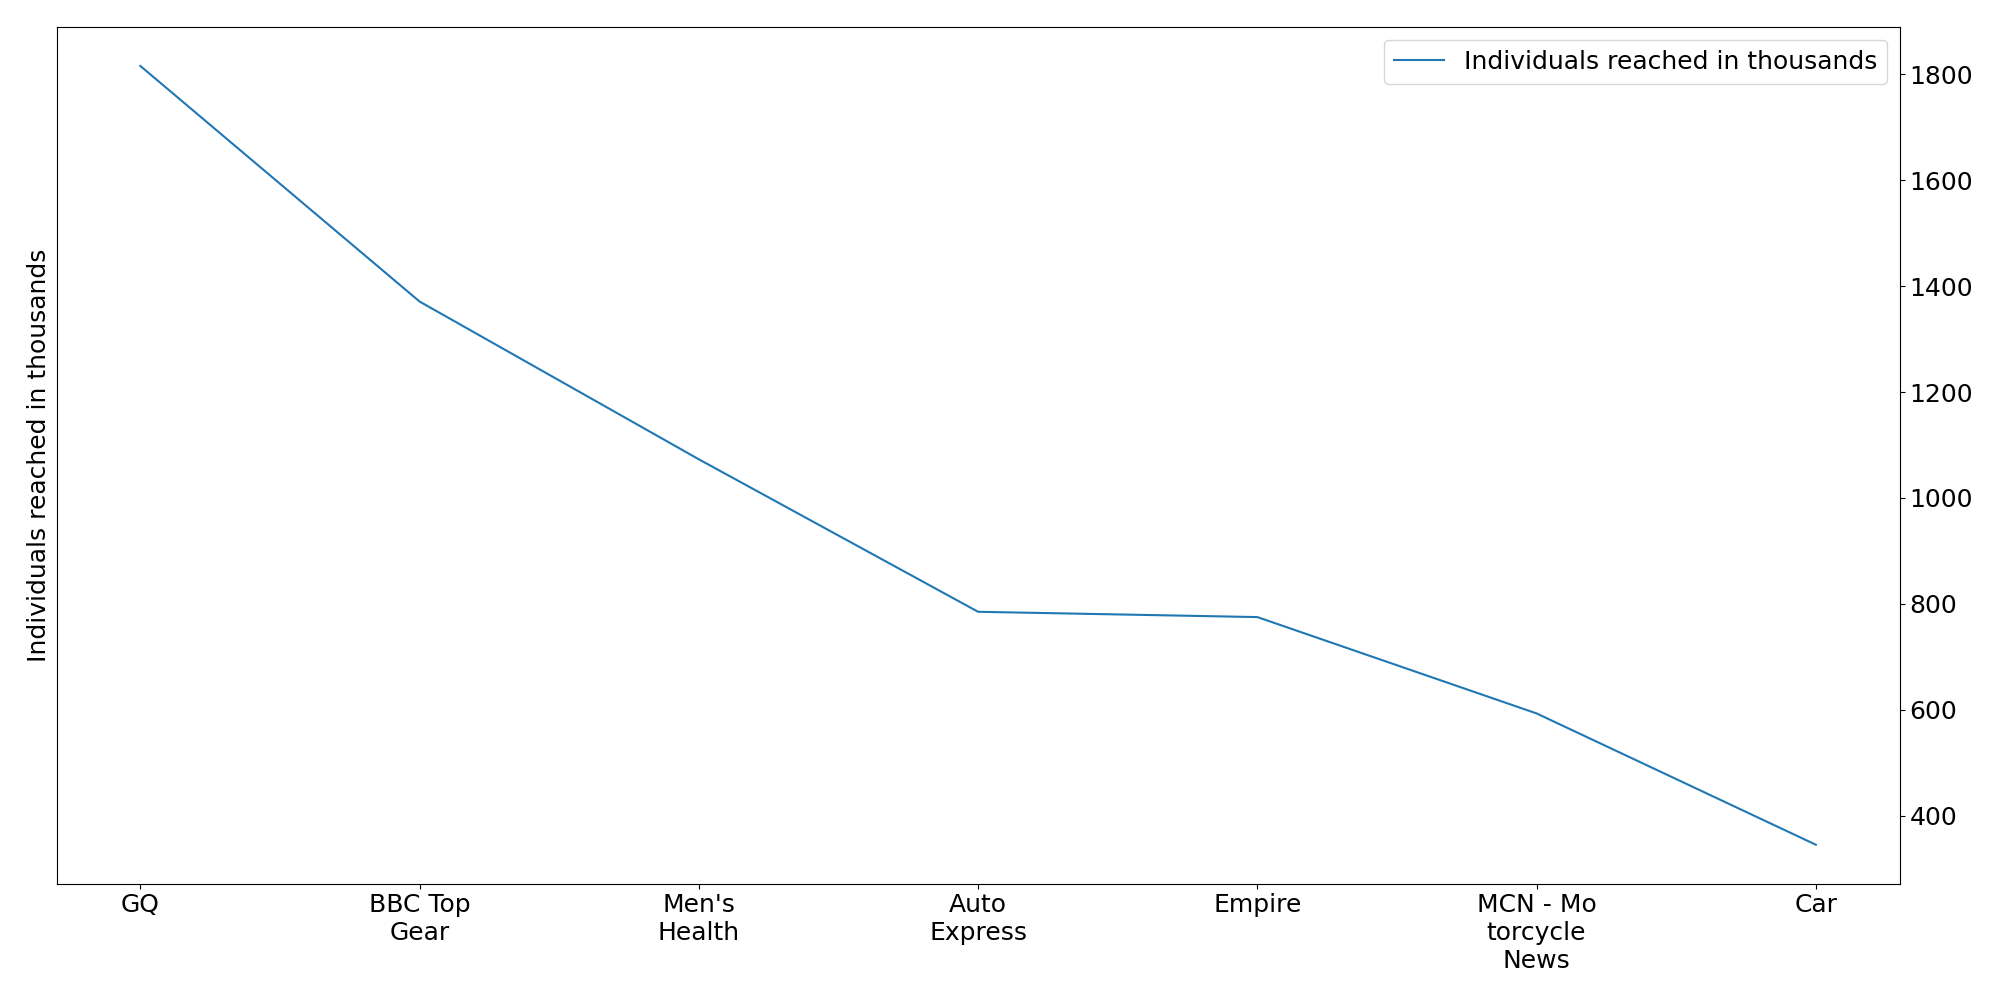 Individuals reached in thousands
Individuals reached in thousands
1800
1600
1400
1200
1000
800
600
400
GQ
BBC Top
Gear
Men's
Health
Auto
Express
Empire
MCN - Mo
torcycle
News
Car